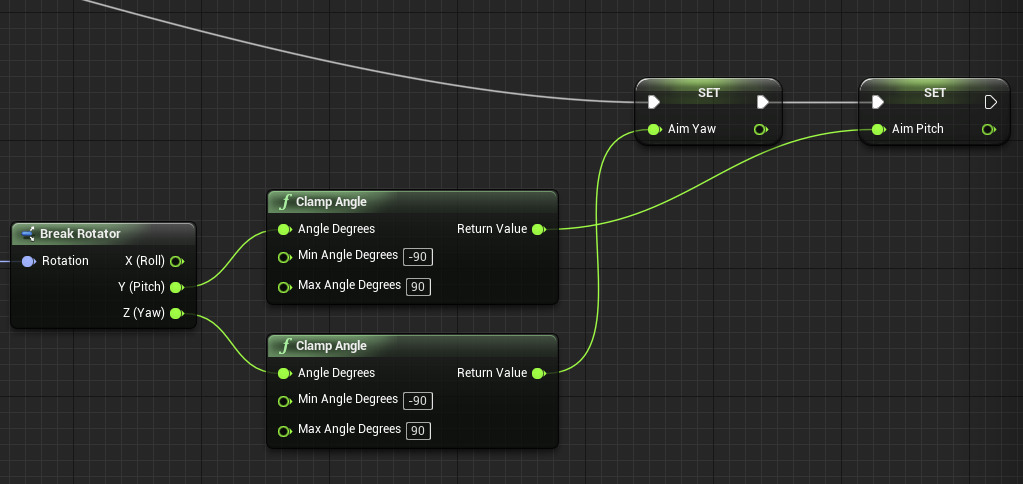 SET
Aim Yaw
SET
Aim Pitch
Break Rotator
Rotation
X (Roll)
Y (Pitch)
Z (Yaw)
f Clamp Angle
Angle Degrees
Return Value
Min Angle Degrees -90
Max Angle Degrees 90
f Clamp Angle
Angle Degrees
Return Value
Min Angle Degrees -90
Max Angle Degrees 90